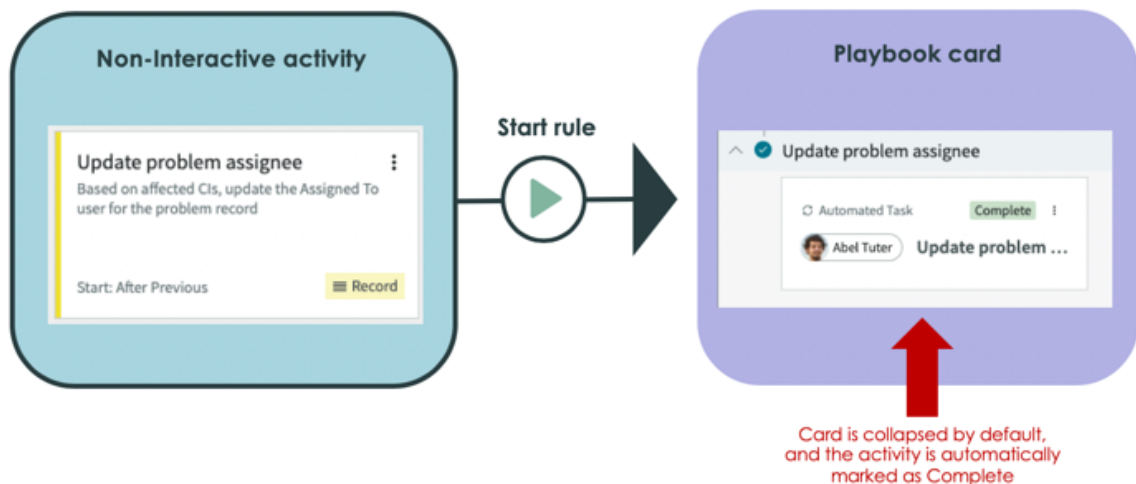 Non-Interactive activity
Update problem assignee
Based on affected CIs, update the Assigned To
user for the problem record
Start: After Previous
Record
Start rule
Playbook card
Update problem assignee
Automated Task
Complete
Abel Tuter
Update problem ...
Card is collapsed by default,
and the activity is automatically
marked as Complete